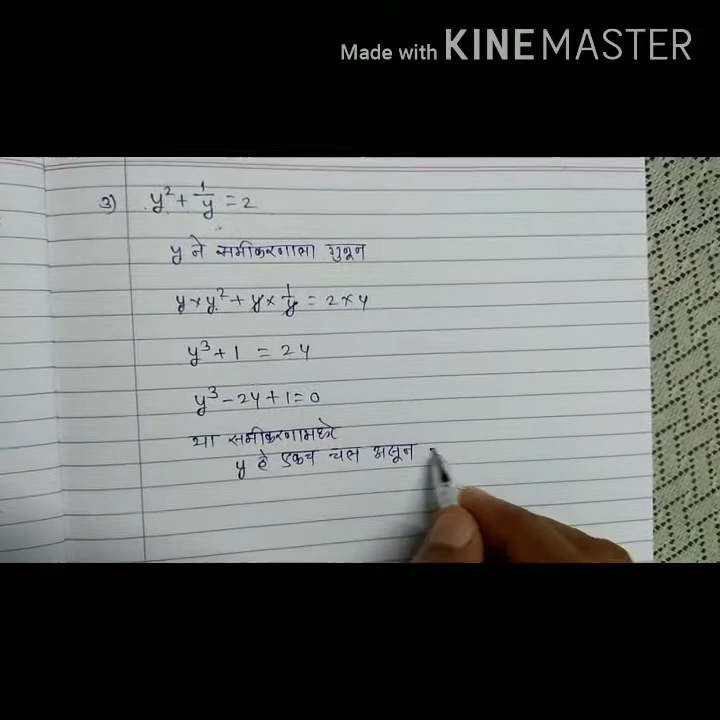 Made with KINEMASTER
3) y² + 1/y = 2
y ने समीकरणाला गुणून
y × y² + y × 1/y = 2 × y
y³ + 1 = 2y
y³ - 2y + 1 = 0
या समीकरणामध्ये
y हे एकच चल असून